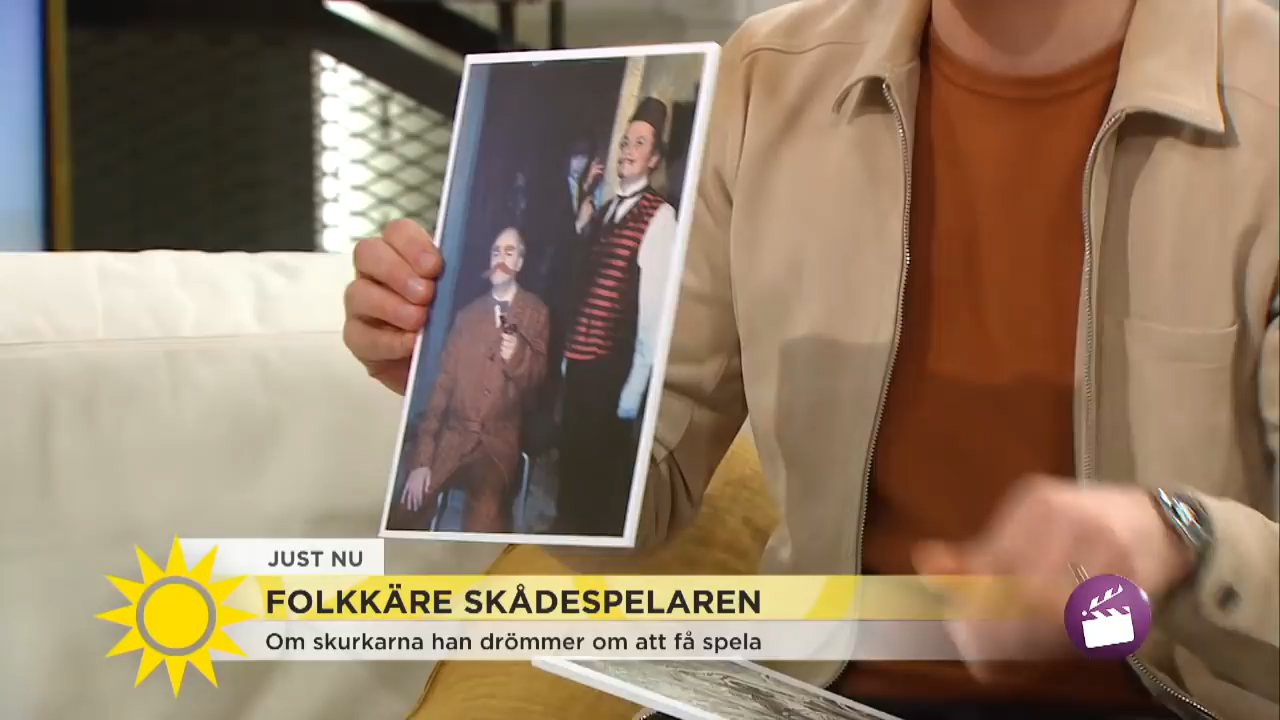 JUST NU
FOLKKÄRE SKÅDESPELAREN
Om skurkarna han drömmer om att få spela